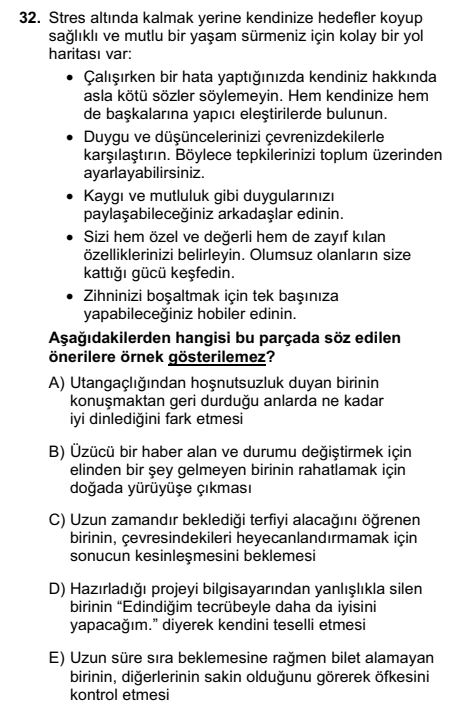 32. Stres altında kalmak yerine kendinize hedefler koyup
sağlıklı ve mutlu bir yaşam sürmeniz için kolay bir yol
haritası var:
• Çalışırken bir hata yaptığınızda kendiniz hakkında
asla kötü sözler söylemeyin. Hem kendinize hem
de başkalarına yapıcı eleştirilerde bulunun.
• Duygu ve düşüncelerinizi çevrenizdekilerle
karşılaştırın. Böylece tepkilerinizi toplum üzerinden
ayarlayabilirsiniz.
• Kaygı ve mutluluk gibi duygularınızı
paylaşabileceğiniz arkadaşlar edinin.
• Sizi hem özel ve değerli hem de zayıf kılan
özelliklerinizi belirleyin. Olumsuz olanların size
kattığı gücü keşfedin.
• Zihninizi boşaltmak için tek başınıza
yapabileceğiniz hobiler edinin.
Aşağıdakilerden hangisi bu parçada söz edilen
önerilere örnek gösterilemez?
A) Utangaçlığından hoşnutsuzluk duyan birinin
konuşmaktan geri durduğu anlarda ne kadar
iyi dinlediğini fark etmesi
B) Üzücü bir haber alan ve durumu değiştirmek için
elinden bir şey gelmeyen birinin rahatlamak için
doğada yürüyüşe çıkması
C) Uzun zamandır beklediği terfiyi alacağını öğrenen
birinin, çevresindekileri heyecanlandırmamak için
sonucun kesinleşmesini beklemesi
D) Hazırladığı projeyi bilgisayarından yanlışlıkla silen
birinin “Edindiğim tecrübeyle daha da iyisini
yapacağım.” diyerek kendini teselli etmesi
E) Uzun süre sıra beklemesine rağmen bilet alamayan
birinin, diğerlerinin sakin olduğunu görerek öfkesini
kontrol etmesi